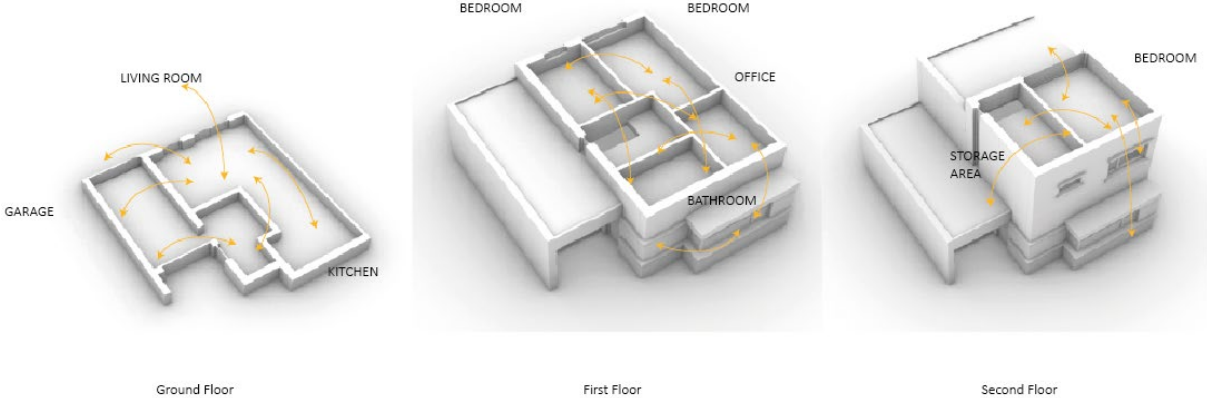 LIVING ROOM
GARAGE
KITCHEN
Ground Floor
BEDROOM
BEDROOM
OFFICE
BATHROOM
First Floor
BEDROOM
STORAGE
AREA
Second Floor